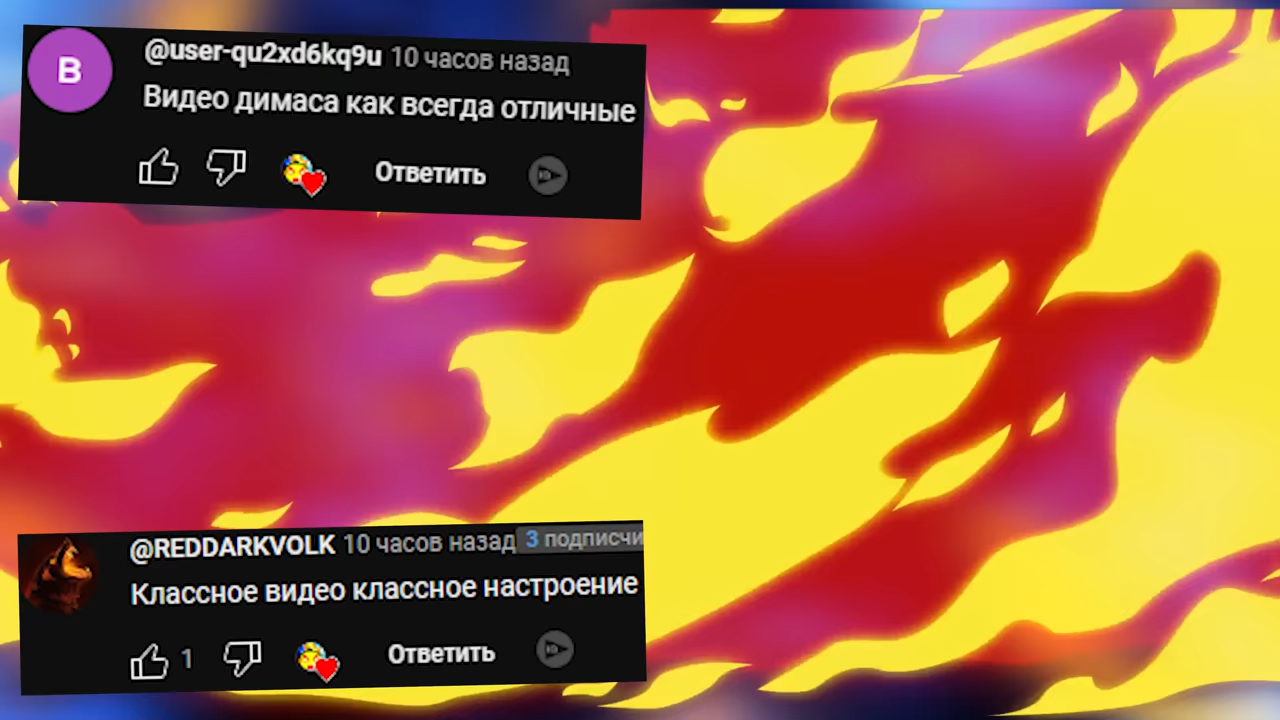 B
@user-qu2xd6kq9u 10 часов назад
Видео димаса как всегда отличные
Ответить
@REDDARKVOLK 10 часов назад 3 подписчи
Классное видео классное настроение
1 Ответить